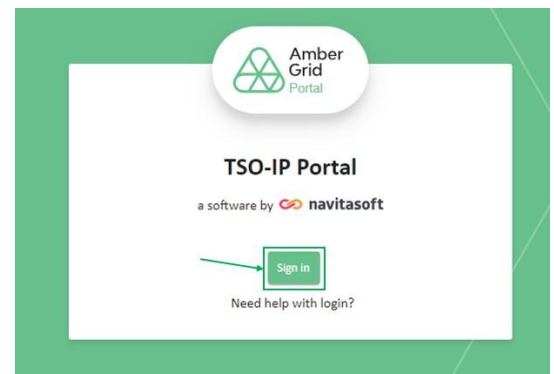 Amber
Grid
Portal
TSO-IP Portal
a software by navitasoft
Sign in
Need help with login?